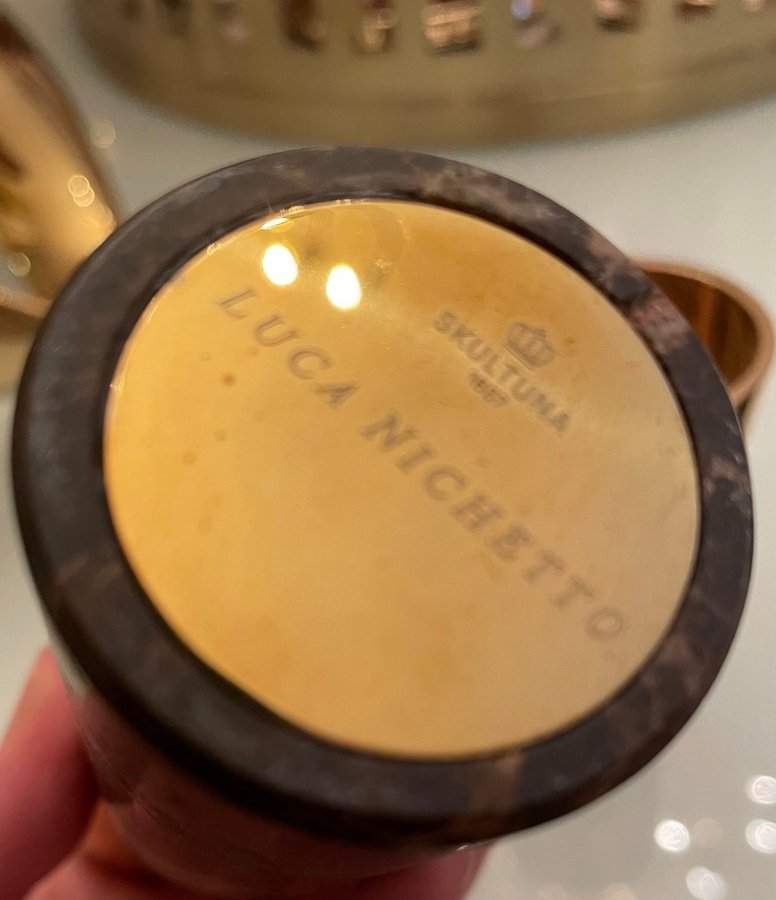 SKULTUNA
1607
LUCA NICHETTO